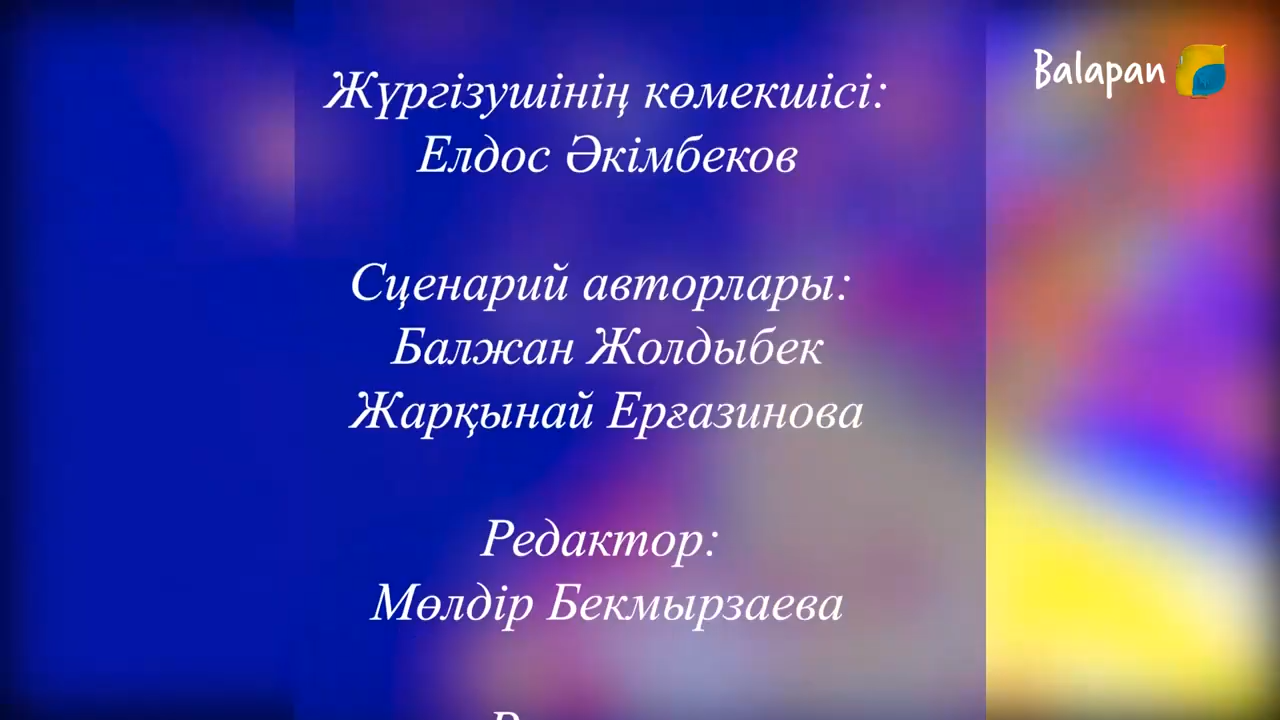 Balapan
Жүргізушінің көмекшісі:
Елдос Әкімбеков
Сценарий авторлары:
Балжан Жолдыбек
Жарқынай Ерғазинова
Редактор:
Мөлдір Бекмырзаева